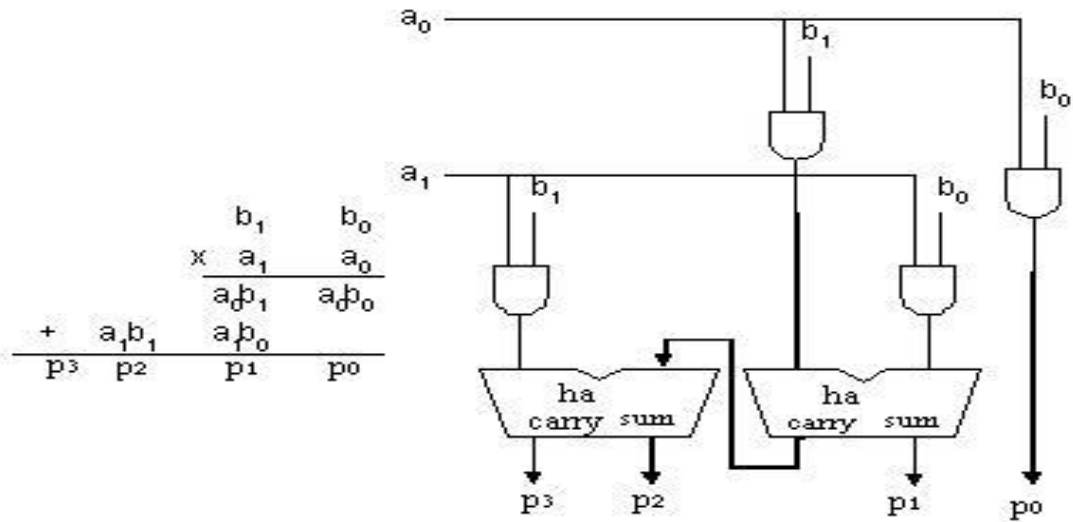 a₀
b₁
b₀
a₁
b₁
b₀
b₁ b₀
x a₁ a₀
a₀b₁ a₀b₀
+ a₁b₁ a₁b₀
p3 p2 p1 p0
ha
carry sum
ha
carry sum
p3
p2
p1
p0